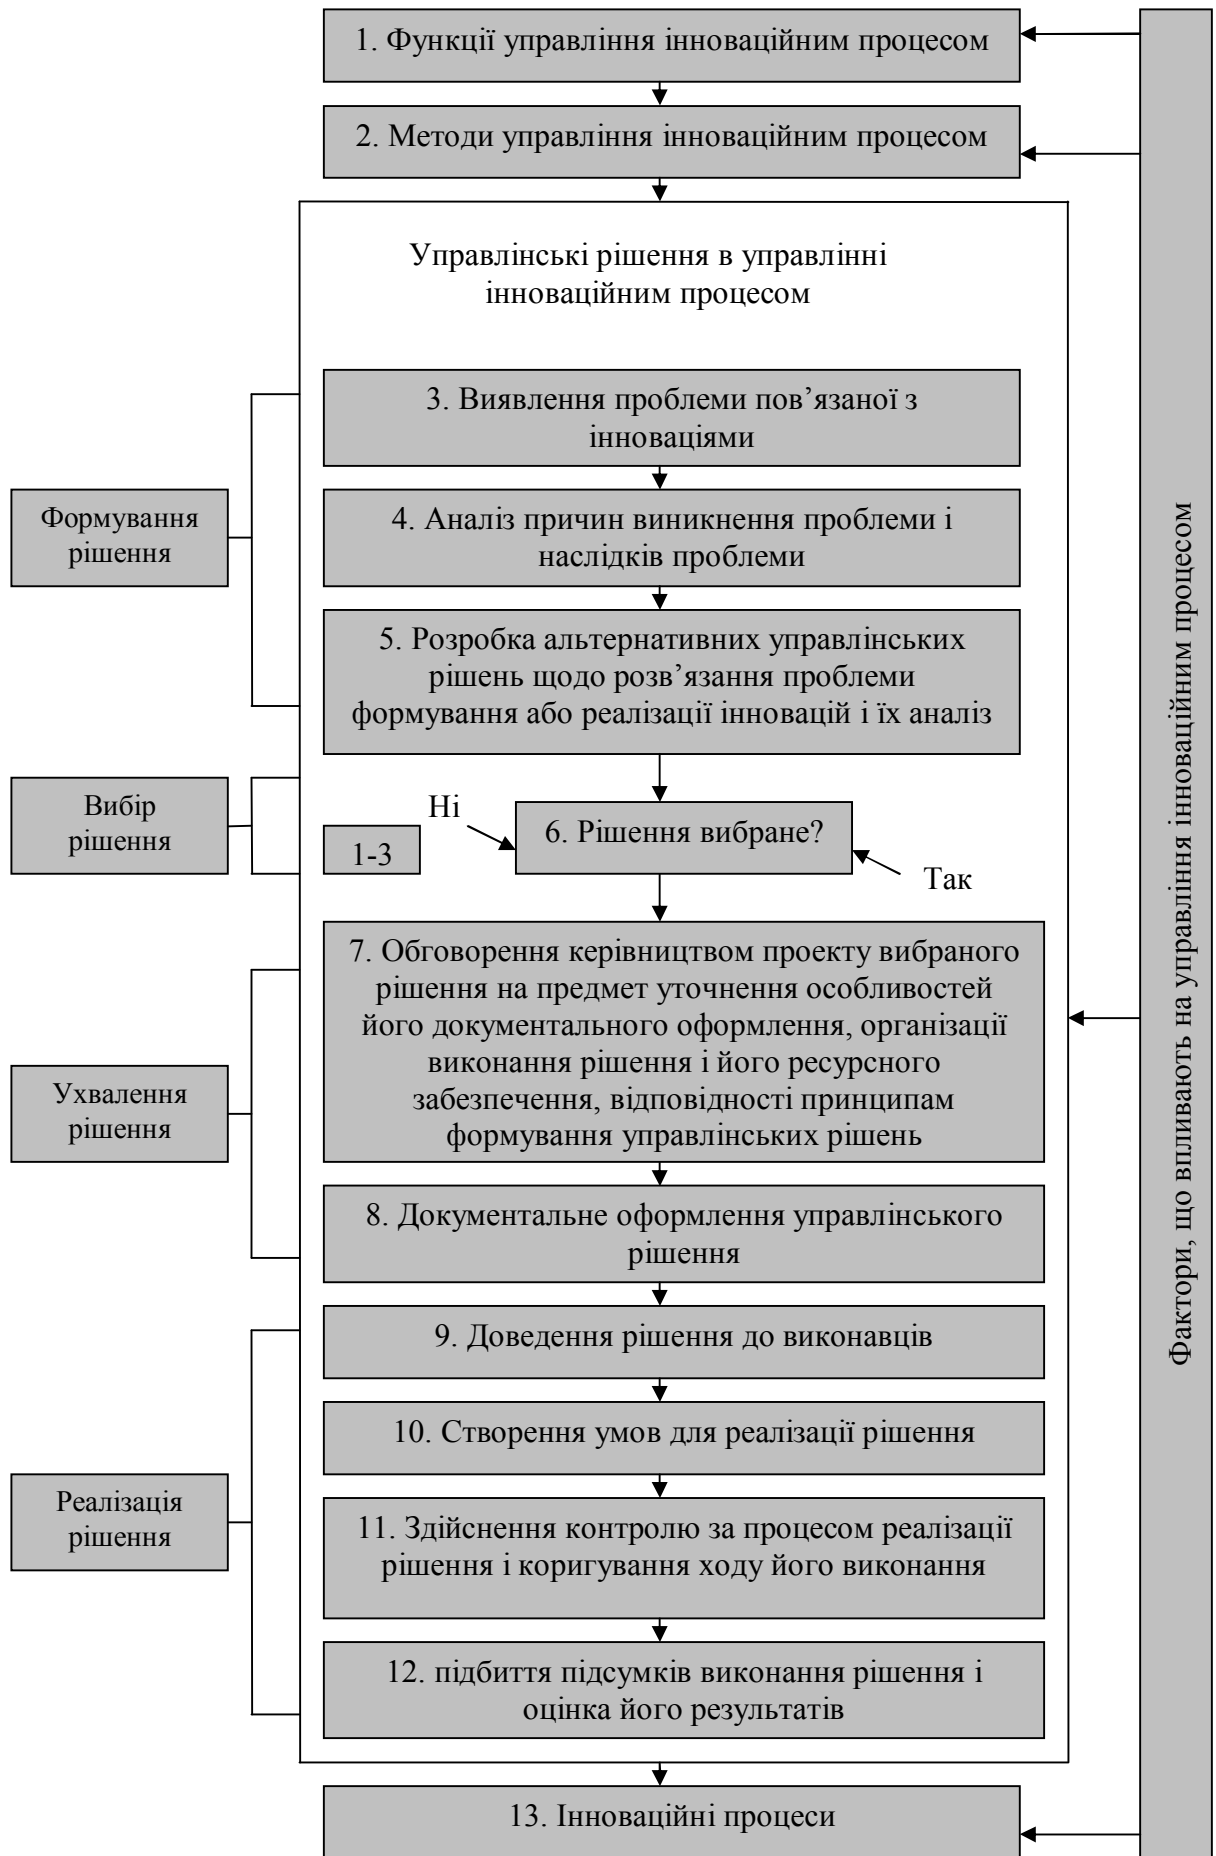 1. Функції управління інноваційним процесом
2. Методи управління інноваційним процесом
Управлінські рішення в управлінні
інноваційним процесом
3. Виявлення проблеми пов’язаної з
інноваціями
Формування
рішення
4. Аналіз причин виникнення проблеми і
наслідків проблеми
5. Розробка альтернативних управлінських
рішень щодо розв’язання проблеми
формування або реалізації інновацій і їх аналіз
Вибір
рішення
Ні
1-3
6. Рішення вибране?
Так
7. Обговорення керівництвом проекту вибраного
рішення на предмет уточнення особливостей
його документального оформлення, організації
виконання рішення і його ресурсного
забезпечення, відповідності принципам
формування управлінських рішень
Ухвалення
рішення
8. Документальне оформлення управлінського
рішення
9. Доведення рішення до виконавців
10. Створення умов для реалізації рішення
Реалізація
рішення
11. Здійснення контролю за процесом реалізації
рішення і коригування ходу його виконання
12. підбиття підсумків виконання рішення і
оцінка його результатів
13. Інноваційні процеси
Фактори, що впливають на управління інноваційним процесом